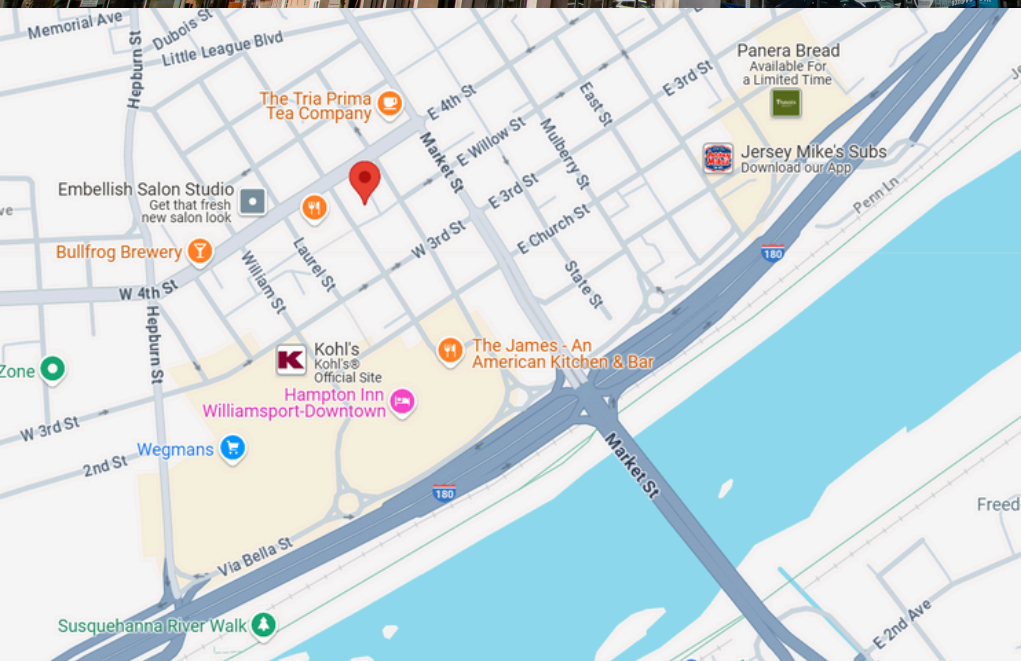 Memorial Ave
Hepburn St
Dubois St
Little League Blvd
Panera Bread
Available For
a Limited Time
E 3rd St
East St
The Tria Prima
Tea Company
E 4th St
Market St
E Willow St
Mulberry St
Jersey Mike's Subs
Download our App
Penn Ln
Embellish Salon Studio
Get that fresh
new salon look
E 3rd St
E Church St
W 3rd St
Bullfrog Brewery
William St
Laurel St
State St
180
W 4th St
Hepburn St
Kohl's
Kohl's®
Official Site
The James - An
American Kitchen & Bar
Zone
Hampton Inn
Williamsport-Downtown
W 3rd St
Wegmans
2nd St
Market St
180
Freed
Via Bella St
Susquehanna River Walk
E 2nd Ave